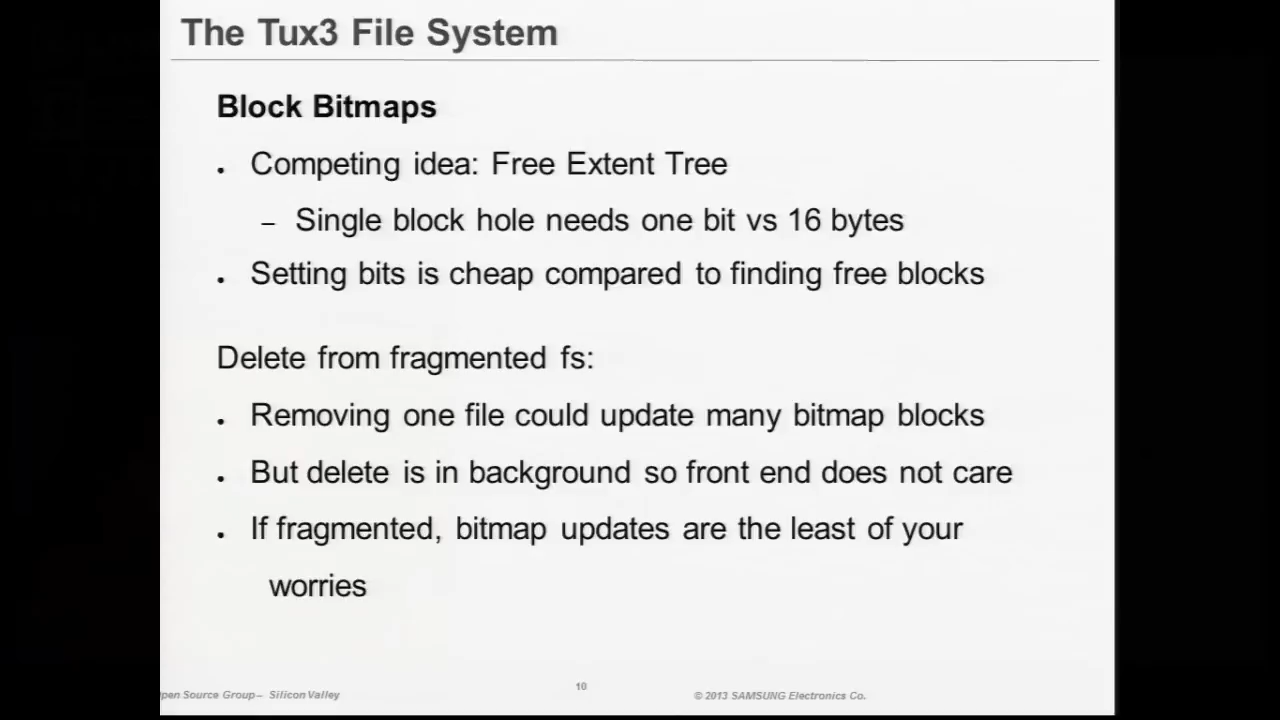 The Tux3 File System
Block Bitmaps
. Competing idea: Free Extent Tree
– Single block hole needs one bit vs 16 bytes
. Setting bits is cheap compared to finding free blocks
Delete from fragmented fs:
. Removing one file could update many bitmap blocks
. But delete is in background so front end does not care
. If fragmented, bitmap updates are the least of your
worries
pen Source Group– Silicon Valley
10
© 2013 SAMSUNG Electronics Co.